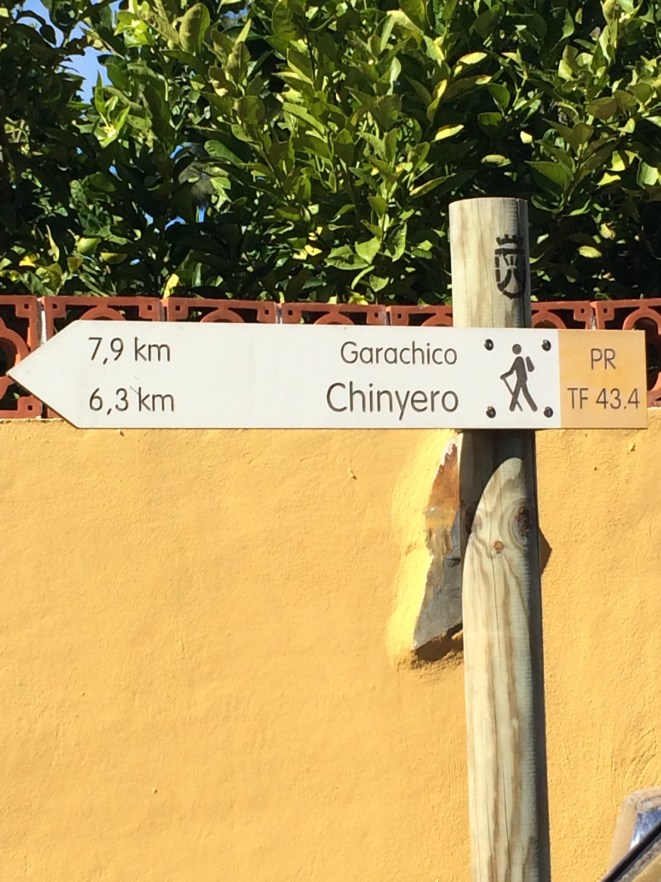 7,9 km Garachico
6,3 km Chinyero
PR
TF 43.4